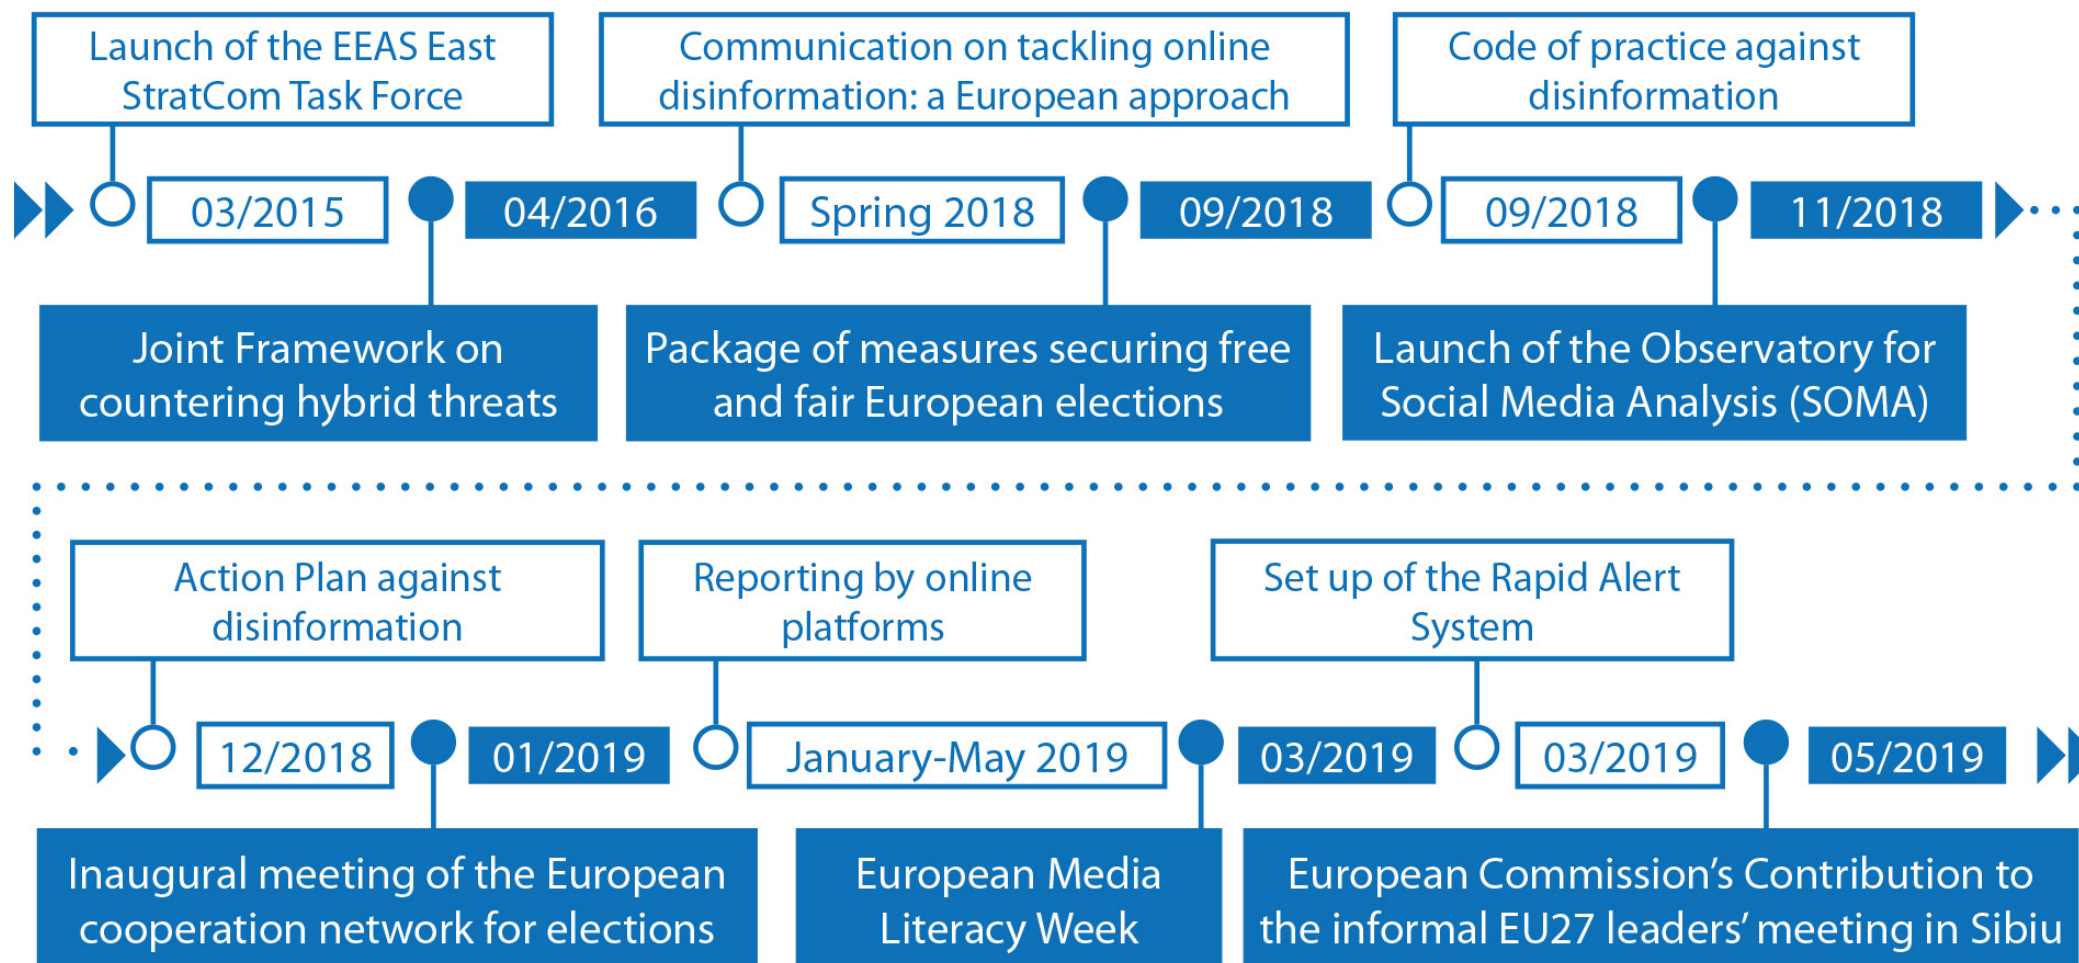 Launch of the EEAS East
StratCom Task Force
Communication on tackling online
disinformation: a European approach
Code of practice against
disinformation
03/2015
04/2016
Spring 2018
09/2018
09/2018
11/2018
Joint Framework on
countering hybrid threats
Package of measures securing free
and fair European elections
Launch of the Observatory for
Social Media Analysis (SOMA)
Action Plan against
disinformation
Reporting by online
platforms
Set up of the Rapid Alert
System
12/2018
01/2019
January-May 2019
03/2019
03/2019
05/2019
Inaugural meeting of the European
cooperation network for elections
European Media
Literacy Week
European Commission’s Contribution to
the informal EU27 leaders’ meeting in Sibiu